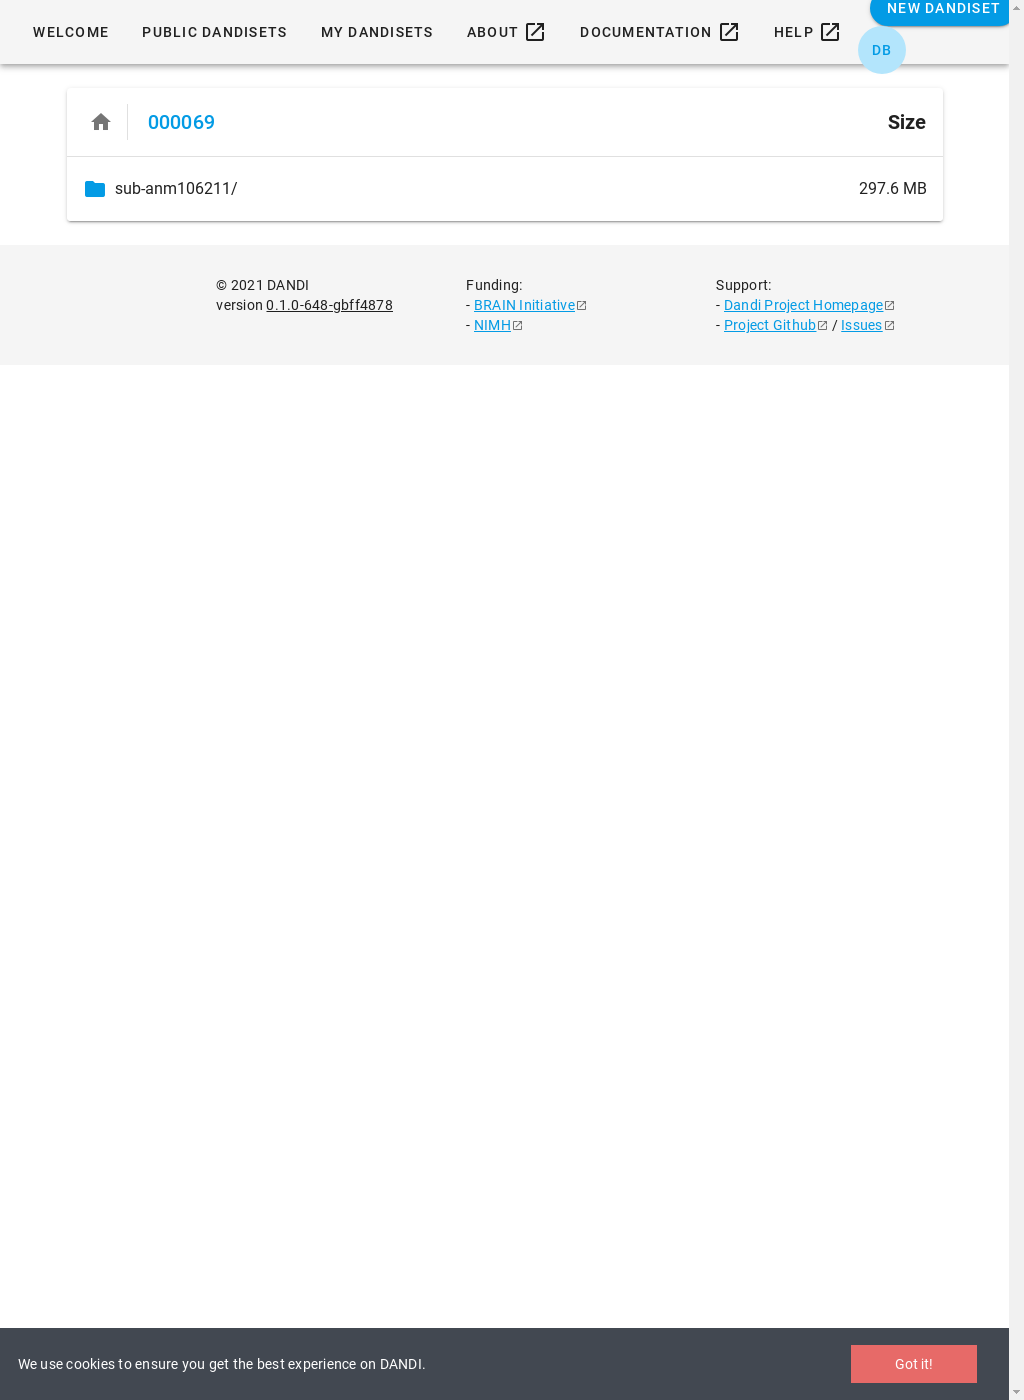 NEW DANDISET
WELCOME PUBLIC DANDISETS MY DANDISETS ABOUT DOCUMENTATION HELP
DB
000069 Size
sub-anm106211/ 297.6 MB
© 2021 DANDI Funding: Support:
version 0.1.0-648-gbff4878 - BRAIN Initiative - Dandi Project Homepage
- NIMH - Project Github / Issues
We use cookies to ensure you get the best experience on DANDI. Got it!